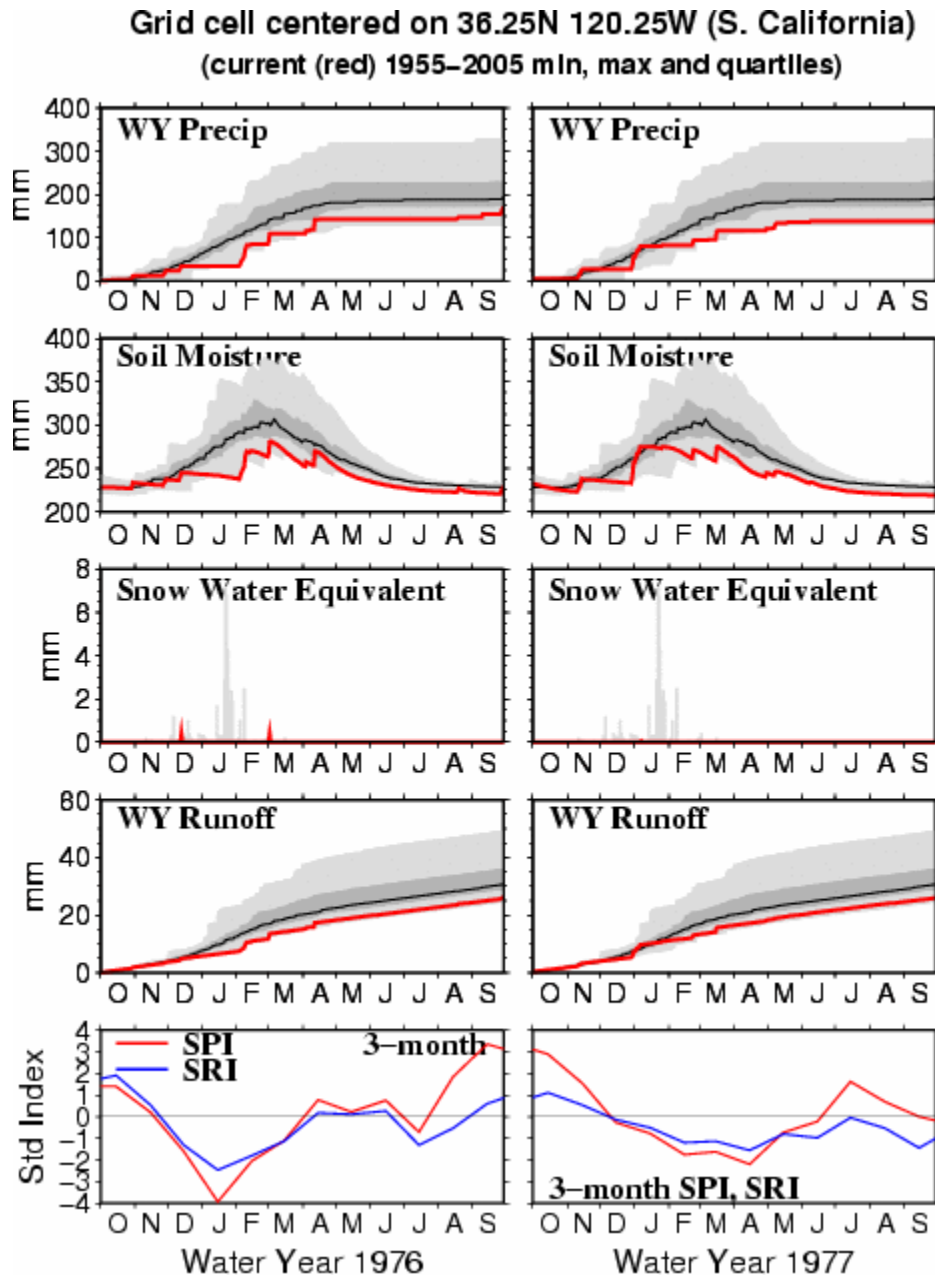 Grid cell centered on 36.25N 120.25W (S. California)
(current (red) 1955–2005 min, max and quartiles)
400
300
200
100
0
mm
WY Precip
O N D J F M A M J J A S
WY Precip
O N D J F M A M J J A S
400
350
300
250
200
mm
Soil Moisture
O N D J F M A M J J A S
Soil Moisture
O N D J F M A M J J A S
8
6
4
2
0
mm
Snow Water Equivalent
O N D J F M A M J J A S
Snow Water Equivalent
O N D J F M A M J J A S
60
40
20
0
mm
WY Runoff
O N D J F M A M J J A S
WY Runoff
O N D J F M A M J J A S
4
3
2
1
0
−1
−2
−3
−4
Std Index
SPI
SRI
3−month
O N D J F M A M J J A S
Water Year 1976
3−month SPI, SRI
O N D J F M A M J J A S
Water Year 1977